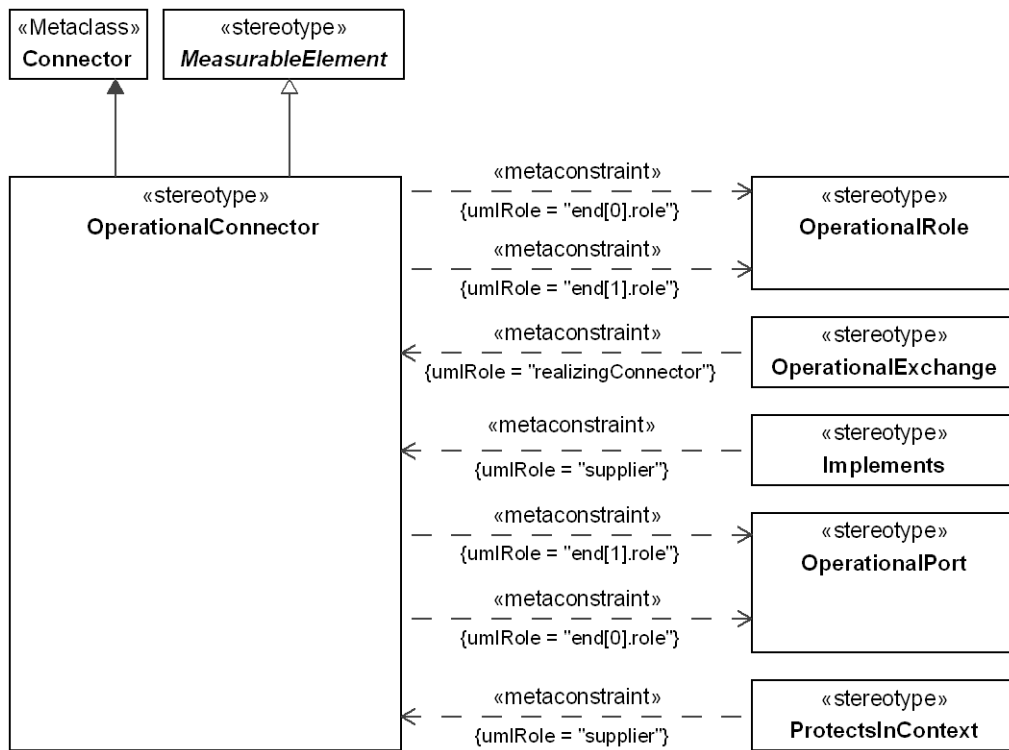 «Metaclass»
Connector
«stereotype»
MeasurableElement
«stereotype»
OperationalConnector
«metaconstraint»
{umlRole = "end[0].role"}
«metaconstraint»
{umlRole = "end[1].role"}
«stereotype»
OperationalRole
«metaconstraint»
{umlRole = "realizingConnector"}
«stereotype»
OperationalExchange
«metaconstraint»
{umlRole = "supplier"}
«stereotype»
Implements
«metaconstraint»
{umlRole = "end[1].role"}
«metaconstraint»
{umlRole = "end[0].role"}
«stereotype»
OperationalPort
«metaconstraint»
{umlRole = "supplier"}
«stereotype»
ProtectsInContext